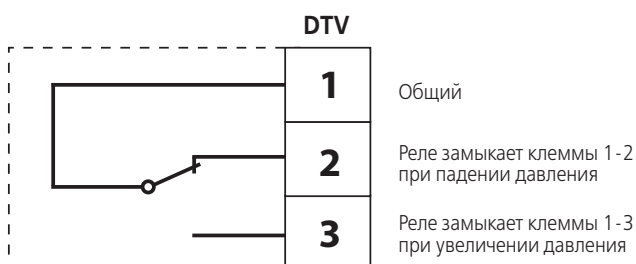 DTV
1
Общий
2
Реле замыкает клеммы 1-2
при падении давления
3
Реле замыкает клеммы 1-3
при увеличении давления